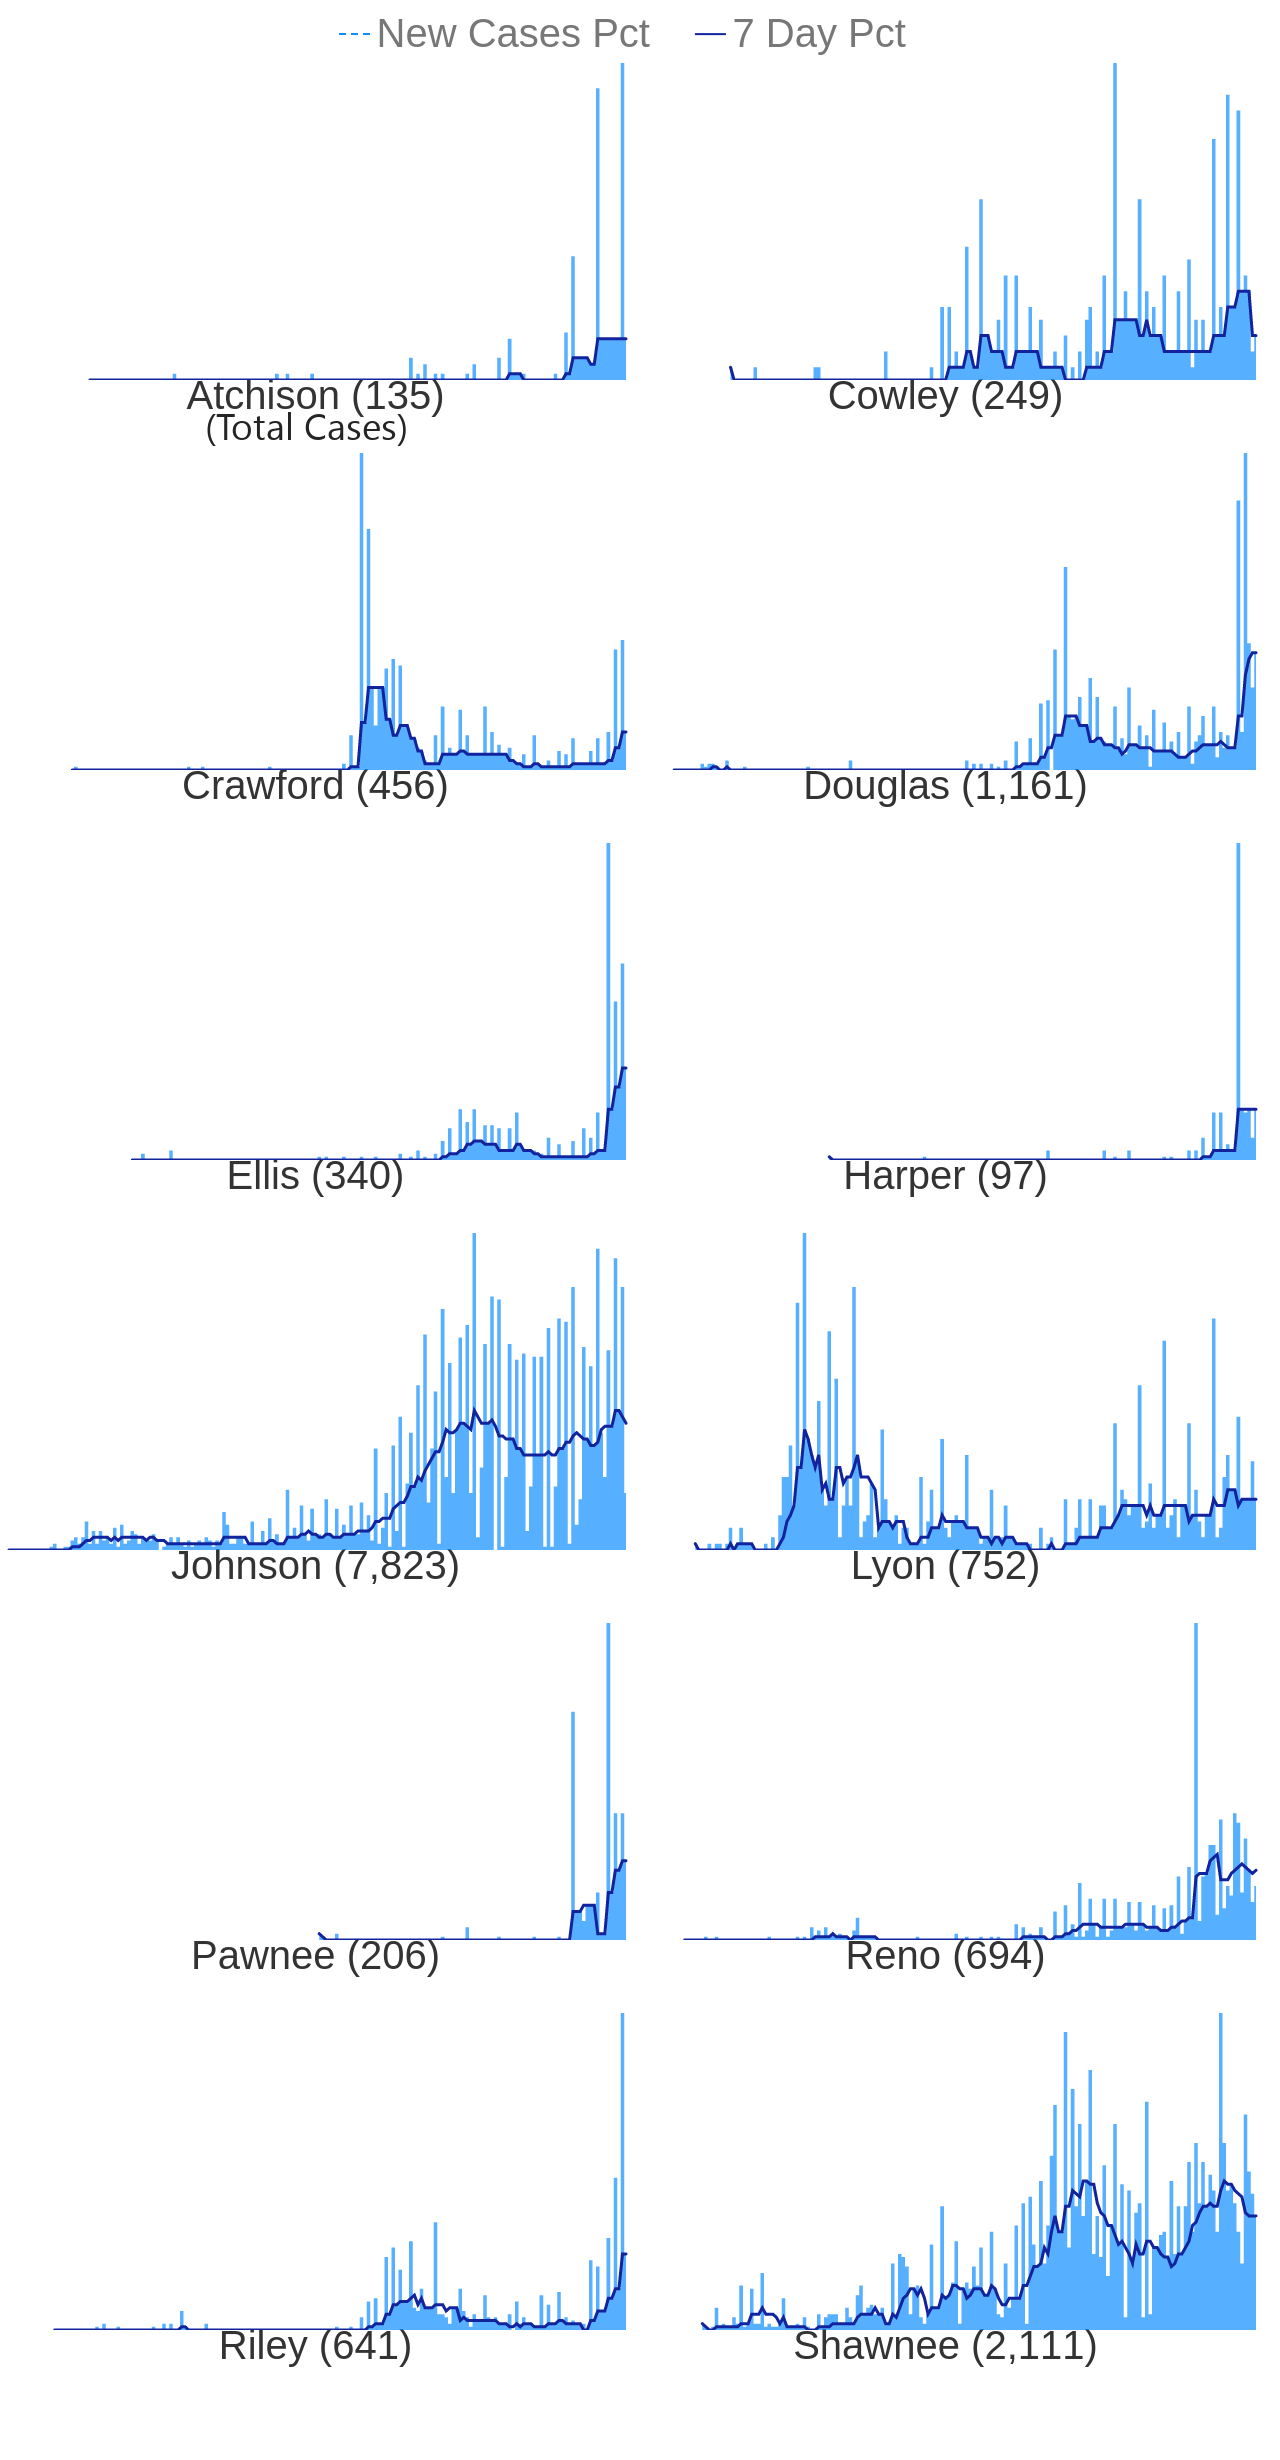 New Cases Pct 7 Day Pct
Atchison (135) Cowley (249)
(Total Cases)
Crawford (456) Douglas (1,161)
Ellis (340) Harper (97)
Johnson (7,823) Lyon (752)
Pawnee (206) Reno (694)
Riley (641) Shawnee (2,111)